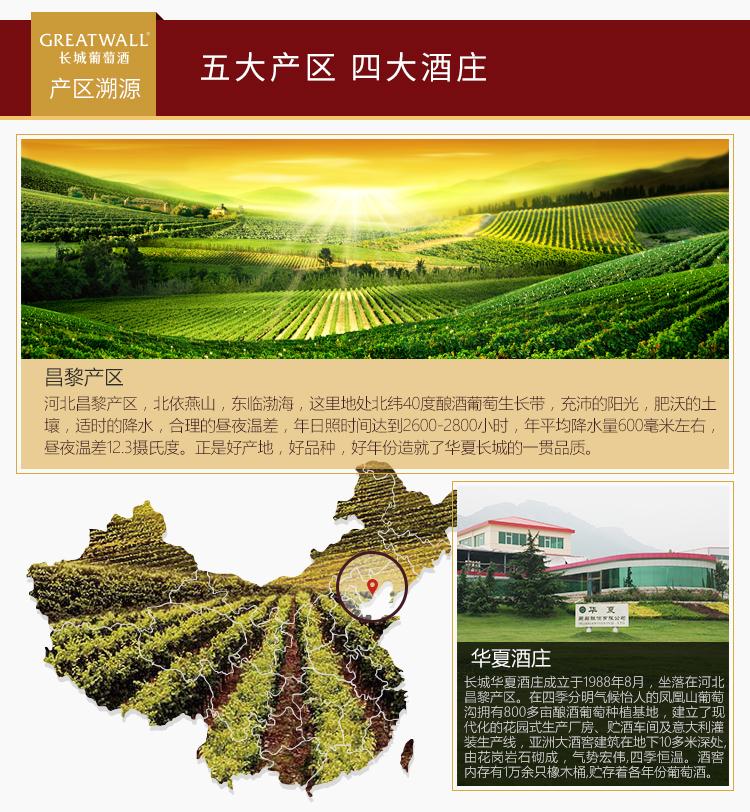 GREATWALL
长城葡萄酒
产区溯源
五大产区 四大酒庄
昌黎产区
河北昌黎产区，北依燕山，东临渤海，这里地处北纬40度酿酒葡萄生长带，充沛的阳光，肥沃的土
壤，适时的降水，合理的昼夜温差，年日照时间达到2600-2800小时，年平均降水量600毫米左右，
昼夜温差12.3摄氏度。正是好产地，好品种，好年份造就了华夏长城的一贯品质。
华夏
华夏酒庄
长城华夏酒庄成立于1988年8月，坐落在河北
昌黎产区。在四季分明气候怡人的凤凰山葡萄
沟拥有800多亩酿酒葡萄种植基地，建立了现
代化的花园式生产厂房、贮酒车间及意大利灌
装生产线，亚洲大酒窖建筑在地下10多米深处,
由花岗岩石砌成，气势宏伟,四季恒温。酒窖
内存有1万余只橡木桶,贮存着各年份葡萄酒。